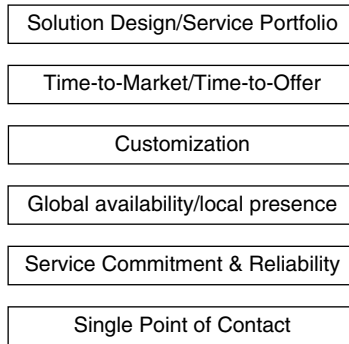 Solution Design/Service Portfolio
Time-to-Market/Time-to-Offer
Customization
Global availability/local presence
Service Commitment & Reliability
Single Point of Contact